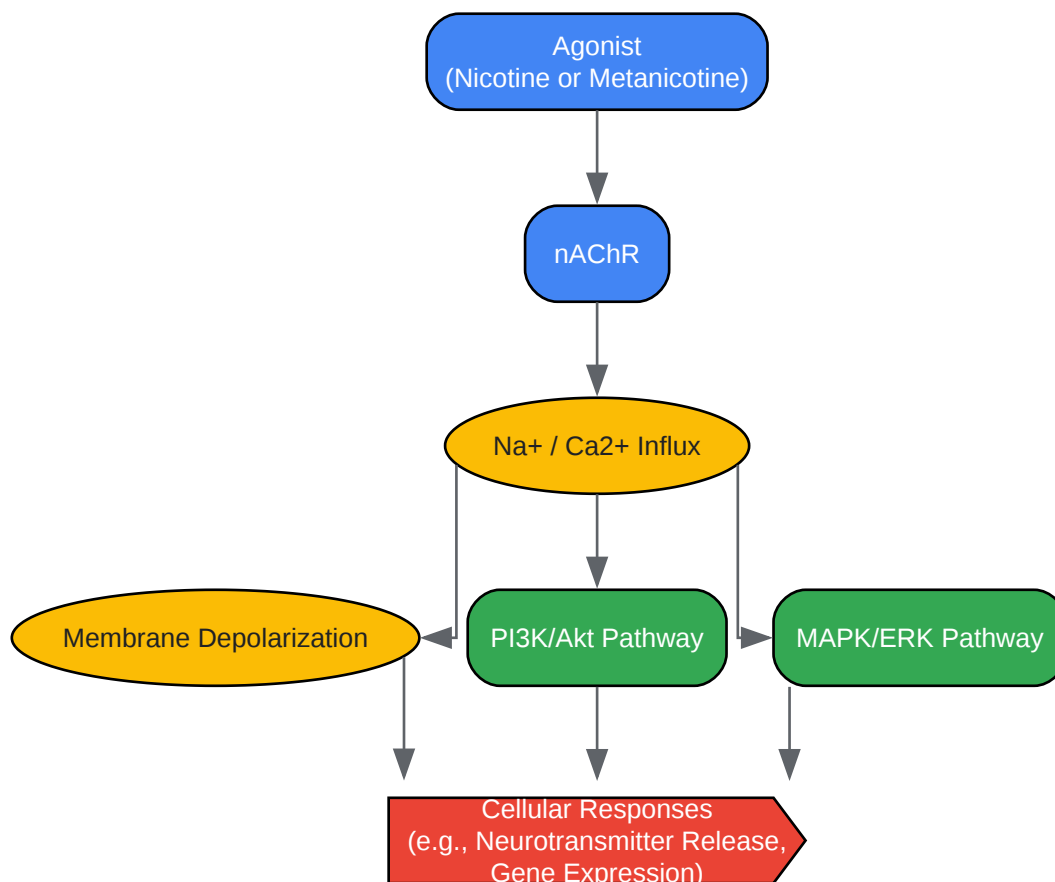 Agonist
(Nicotine or Metanicotine)
nAChR
Na+ / Ca2+ Influx
Membrane Depolarization
PI3K/Akt Pathway
MAPK/ERK Pathway
Cellular Responses
(e.g., Neurotransmitter Release,
Gene Expression)